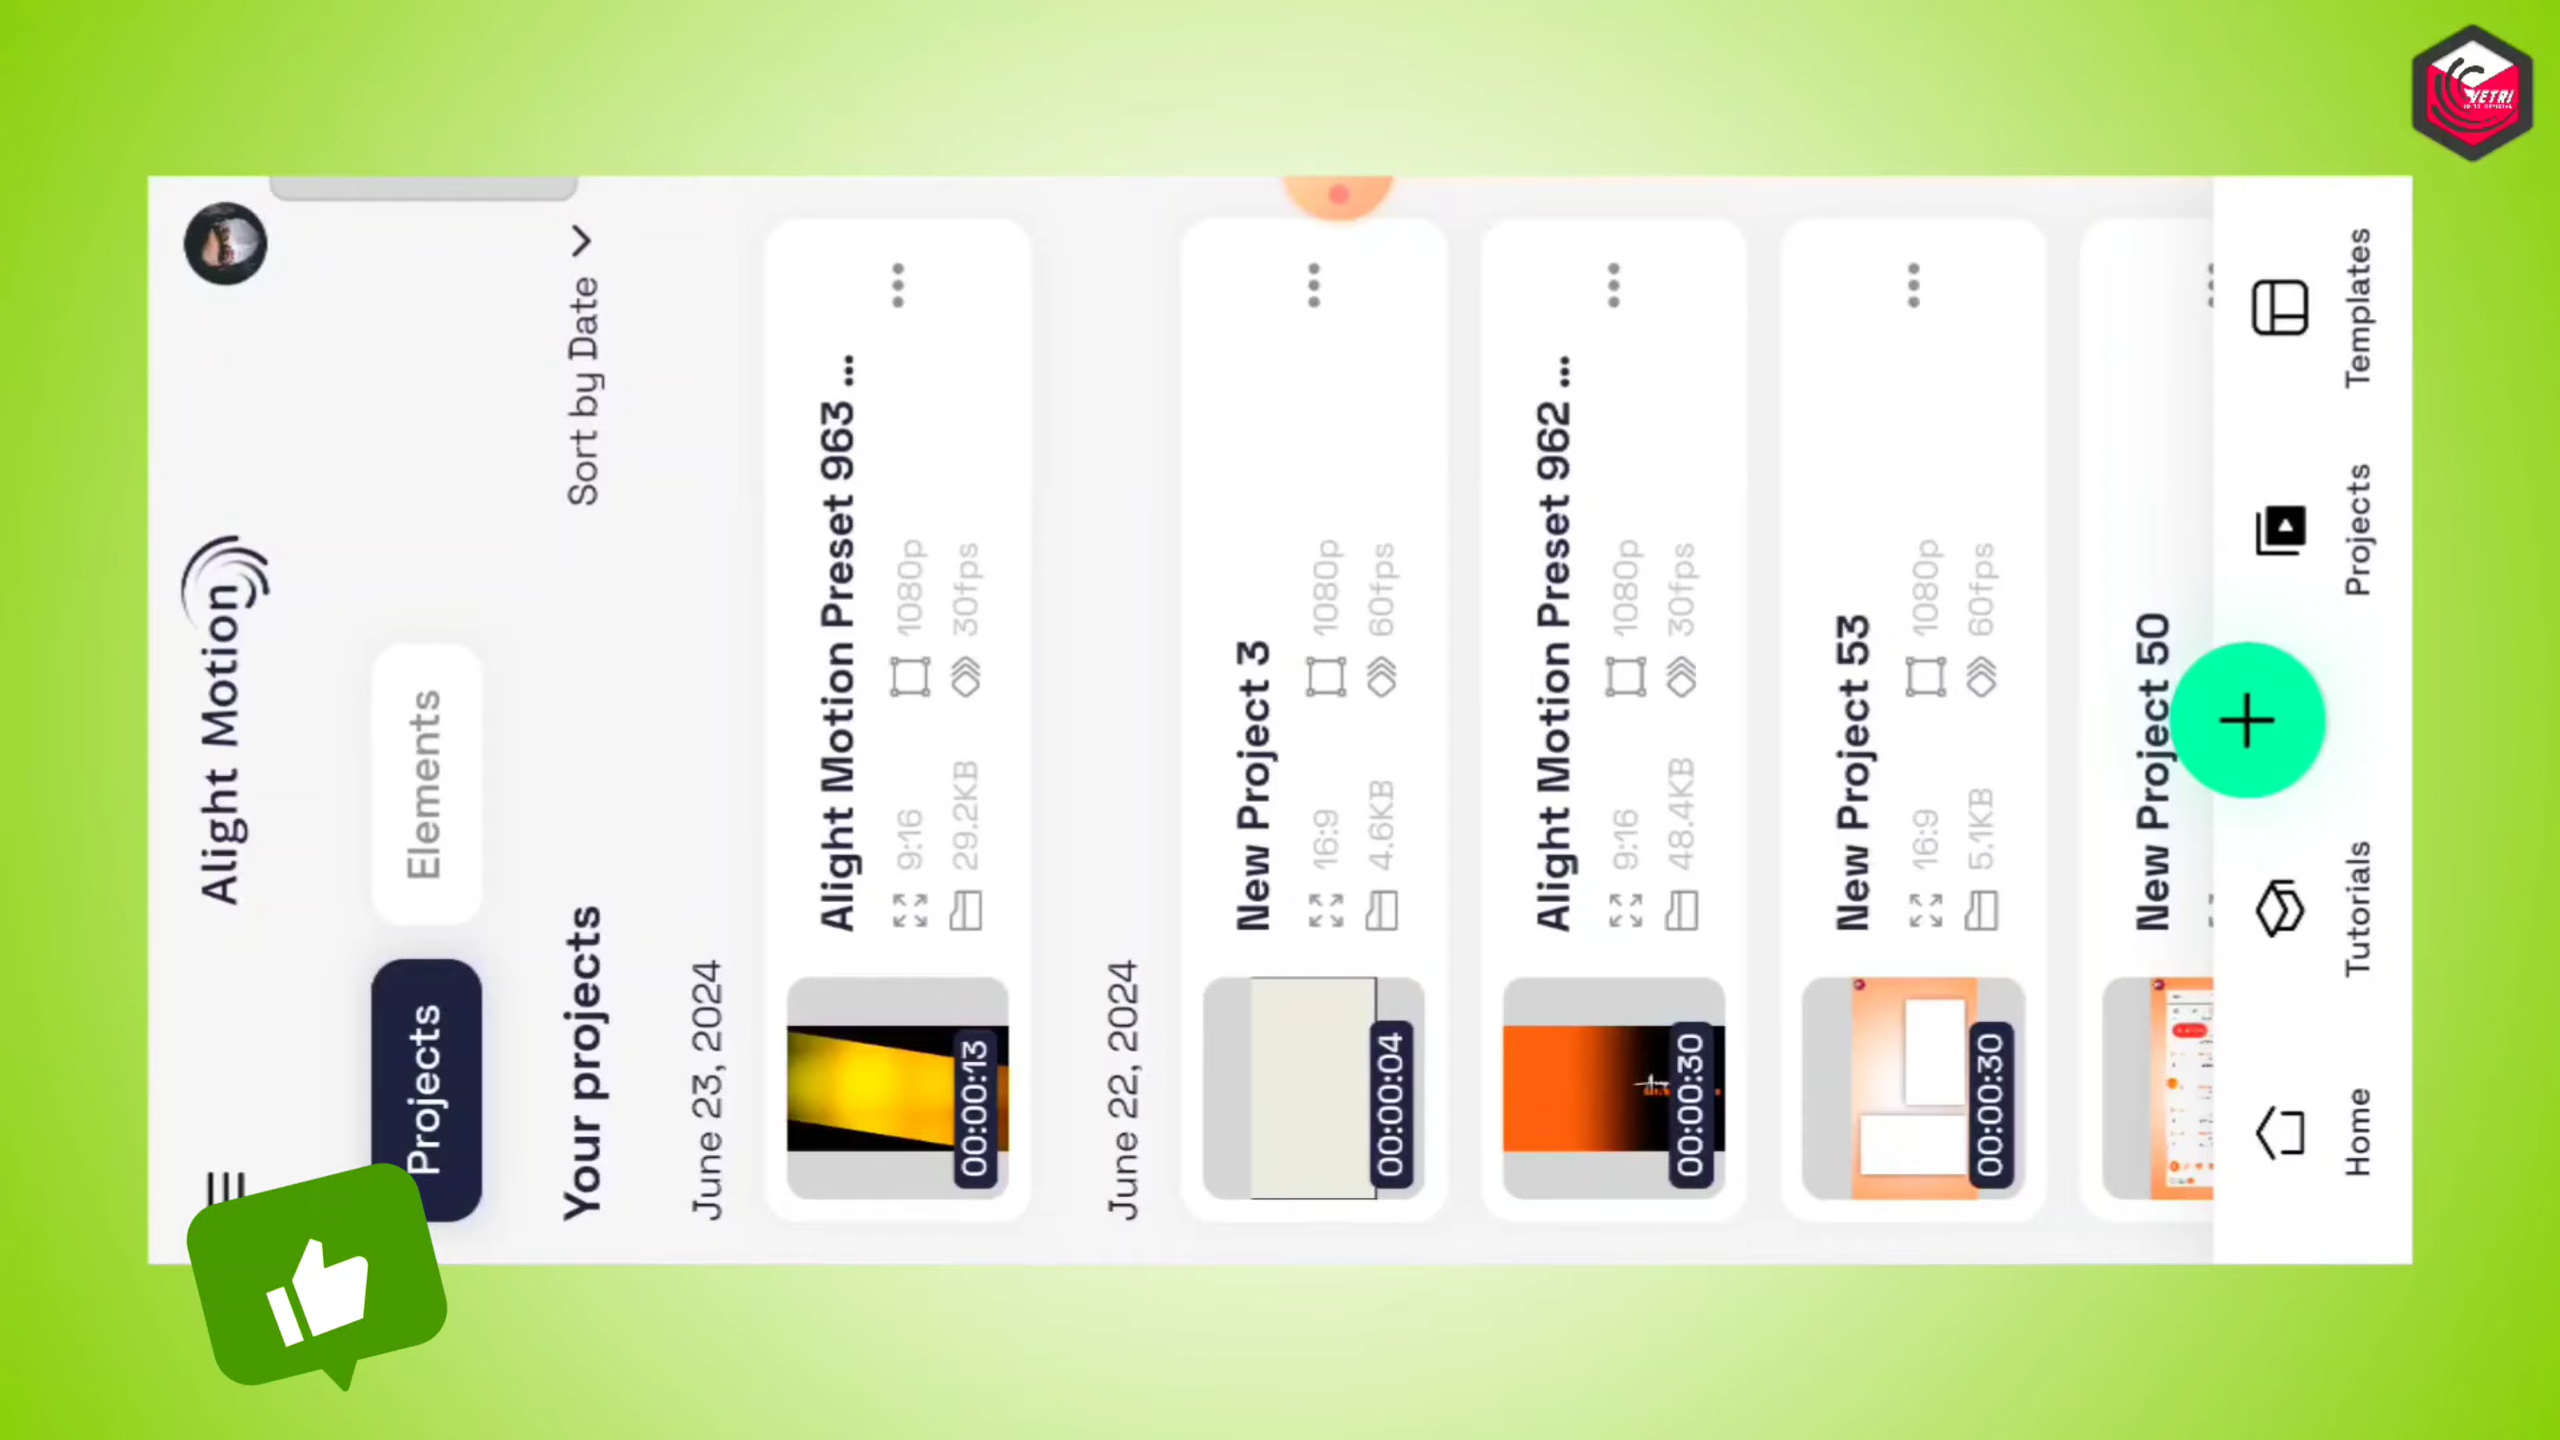 VETRI
Alight Motion
Projects
Elements
Your projects
Sort by Date
June 23, 2024
Alight Motion Preset 963 ...
9:16
1080p
29.2KB
30fps
00:00:13
June 22, 2024
New Project 3
16:9
1080p
4.6KB
60fps
00:00:04
Alight Motion Preset 962 ...
9:16
1080p
48.4KB
30fps
00:00:30
New Project 53
16:9
1080p
5.1KB
60fps
00:00:30
New Project 50
Home
Tutorials
Projects
Templates